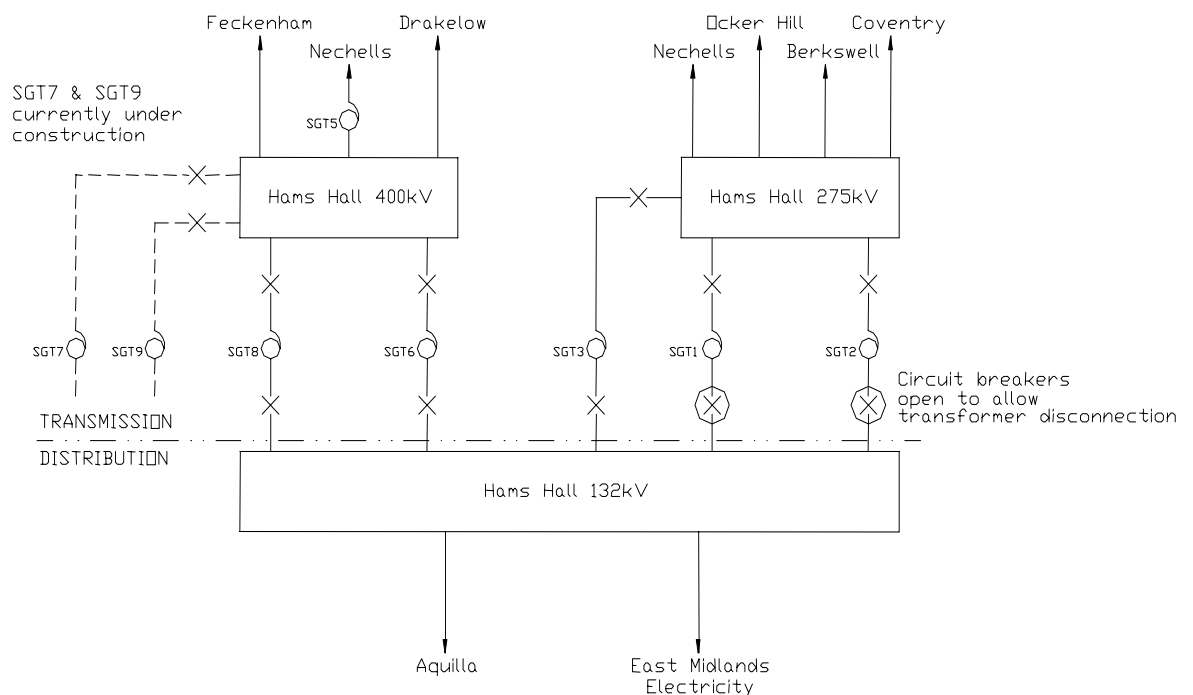 Feckenham
Drakelow
Nechells
Ocker Hill
Coventry
Nechells
Berkswell
SGT7 & SGT9
currently under
construction
SGT5
Hams Hall 400kV
Hams Hall 275kV
SGT7
SGT9
SGT8
SGT6
SGT3
SGT1
SGT2
Circuit breakers
open to allow
transformer disconnection
TRANSMISSION
DISTRIBUTION
Hams Hall 132kV
Aquilla
East Midlands
Electricity